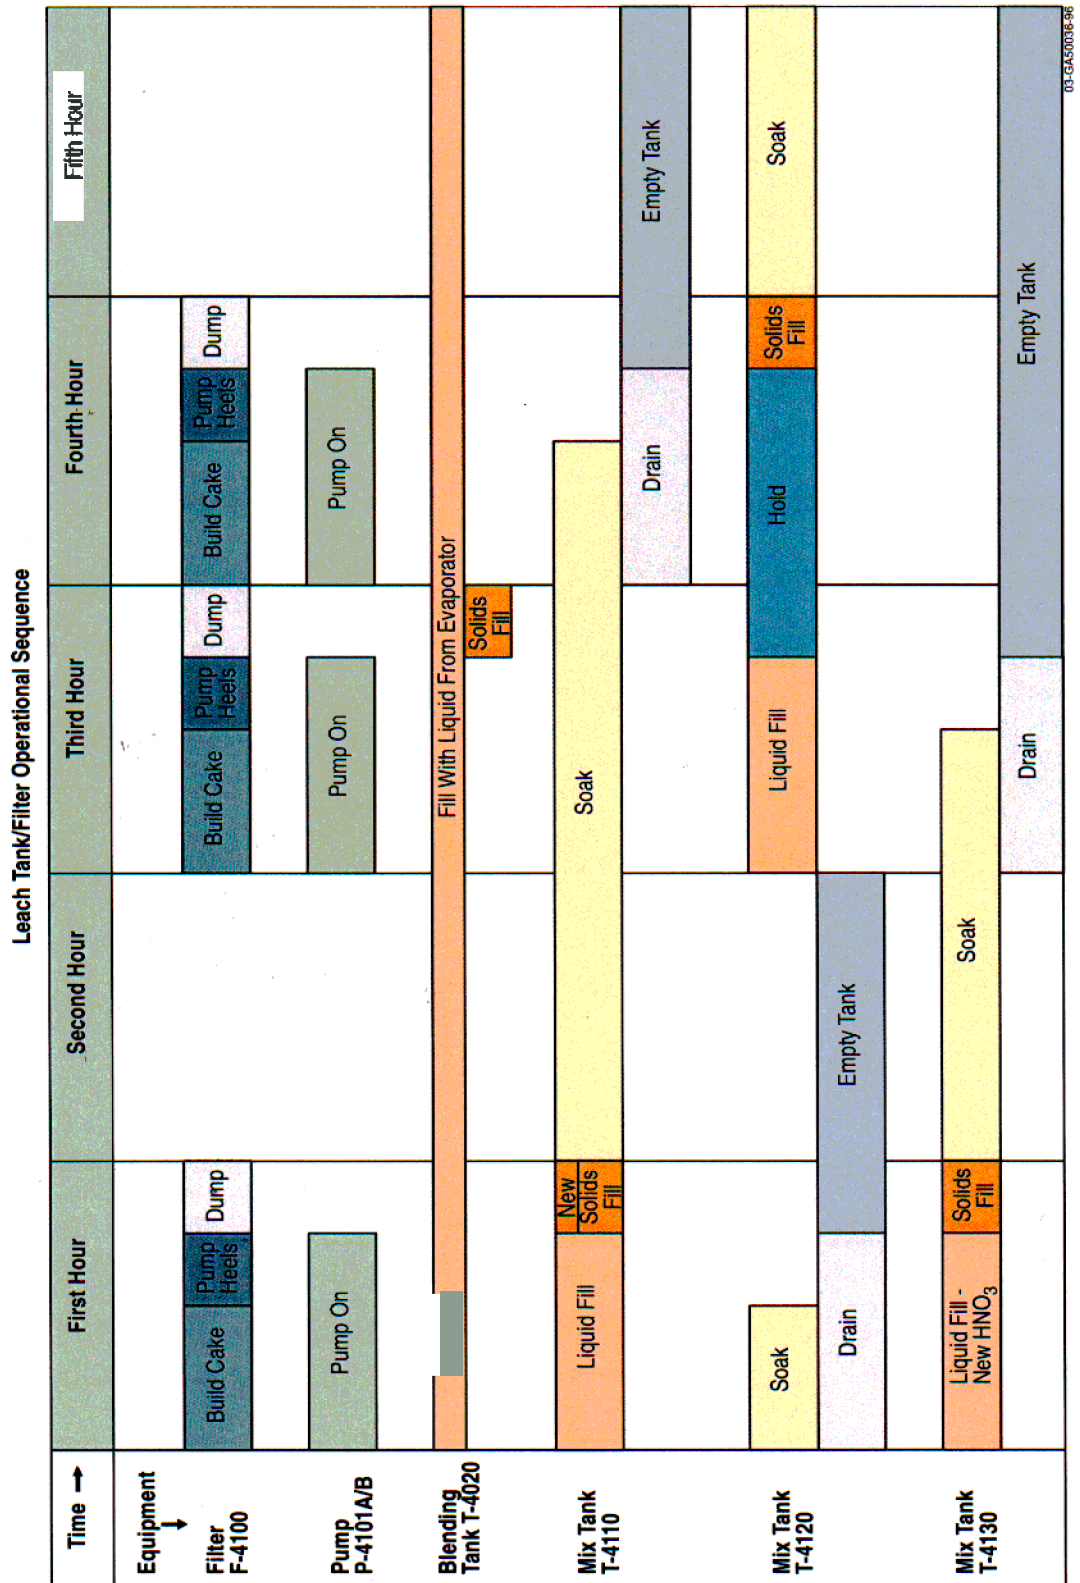 Leach Tank/Filter Operational Sequence
Time →
First Hour
Second Hour
Third Hour
Fourth Hour
Fifth Hour
Equipment
↓
Filter
F-4100
Build Cake
Pump
Heels
Dump
Build Cake
Pump
Heels
Dump
Build Cake
Pump
Heels
Dump
Pump
P-4101A/B
Pump On
Pump On
Pump On
Blending
Tank T-4020
Fill With Liquid From Evaporator
Solids
Fill
Mix Tank
T-4110
Liquid Fill
New
Solids
Fill
Soak
Drain
Empty Tank
Mix Tank
T-4120
Soak
Drain
Empty Tank
Liquid Fill
Hold
Solids
Fill
Soak
Mix Tank
T-4130
Liquid Fill -
New HNO3
Solids
Fill
Soak
Drain
Empty Tank
03-GA50036-96